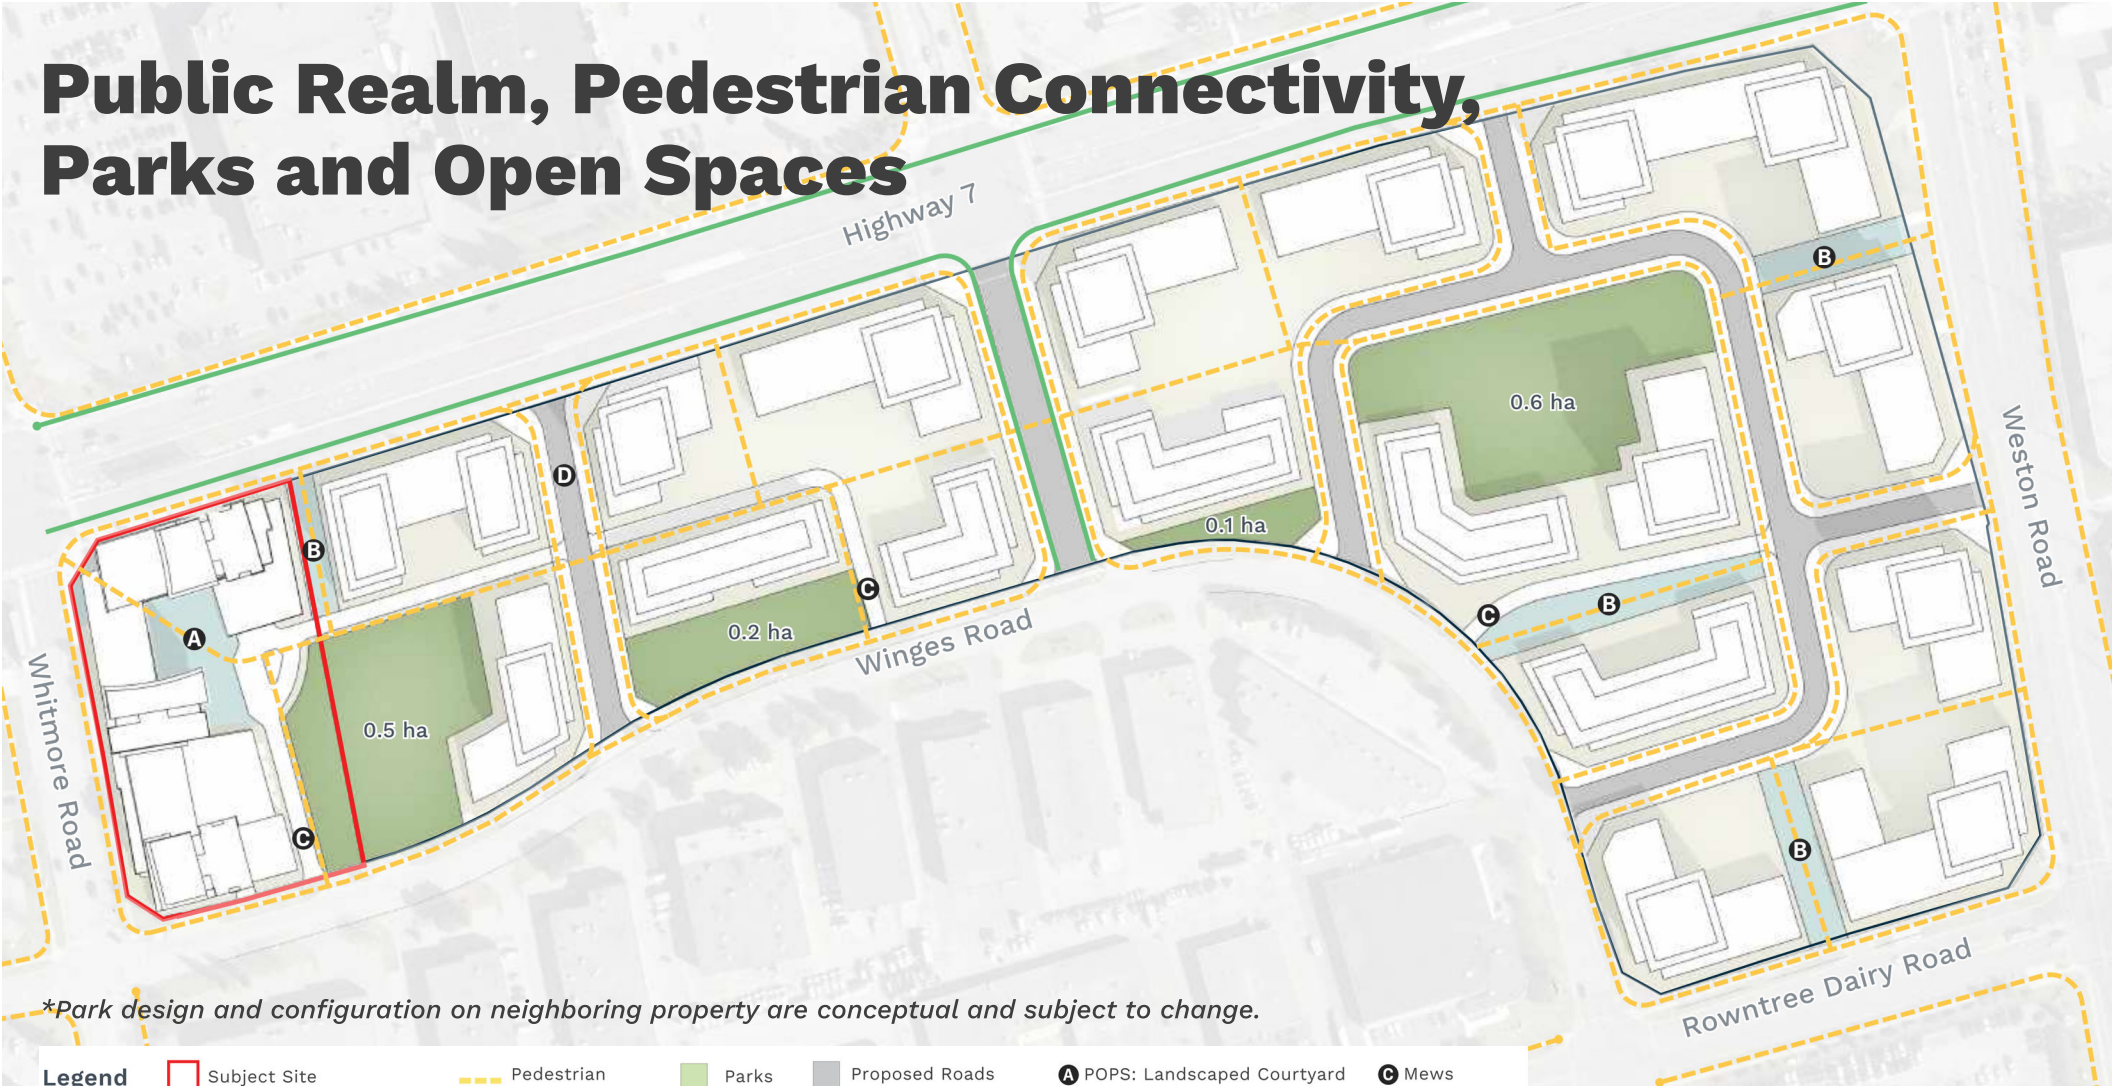 Public Realm, Pedestrian Connectivity,
Parks and Open Spaces
Highway 7
B
D
B
0.6 ha
0.1 ha
Weston Road
A
C
0.2 ha
Winges Road
C
B
Whitmore Road
0.5 ha
C
B
Rowntree Dairy Road
*Park design and configuration on neighboring property are conceptual and subject to change.
Legend
Subject Site
Pedestrian
Parks
Proposed Roads
A POPS: Landscaped Courtyard
C Mews